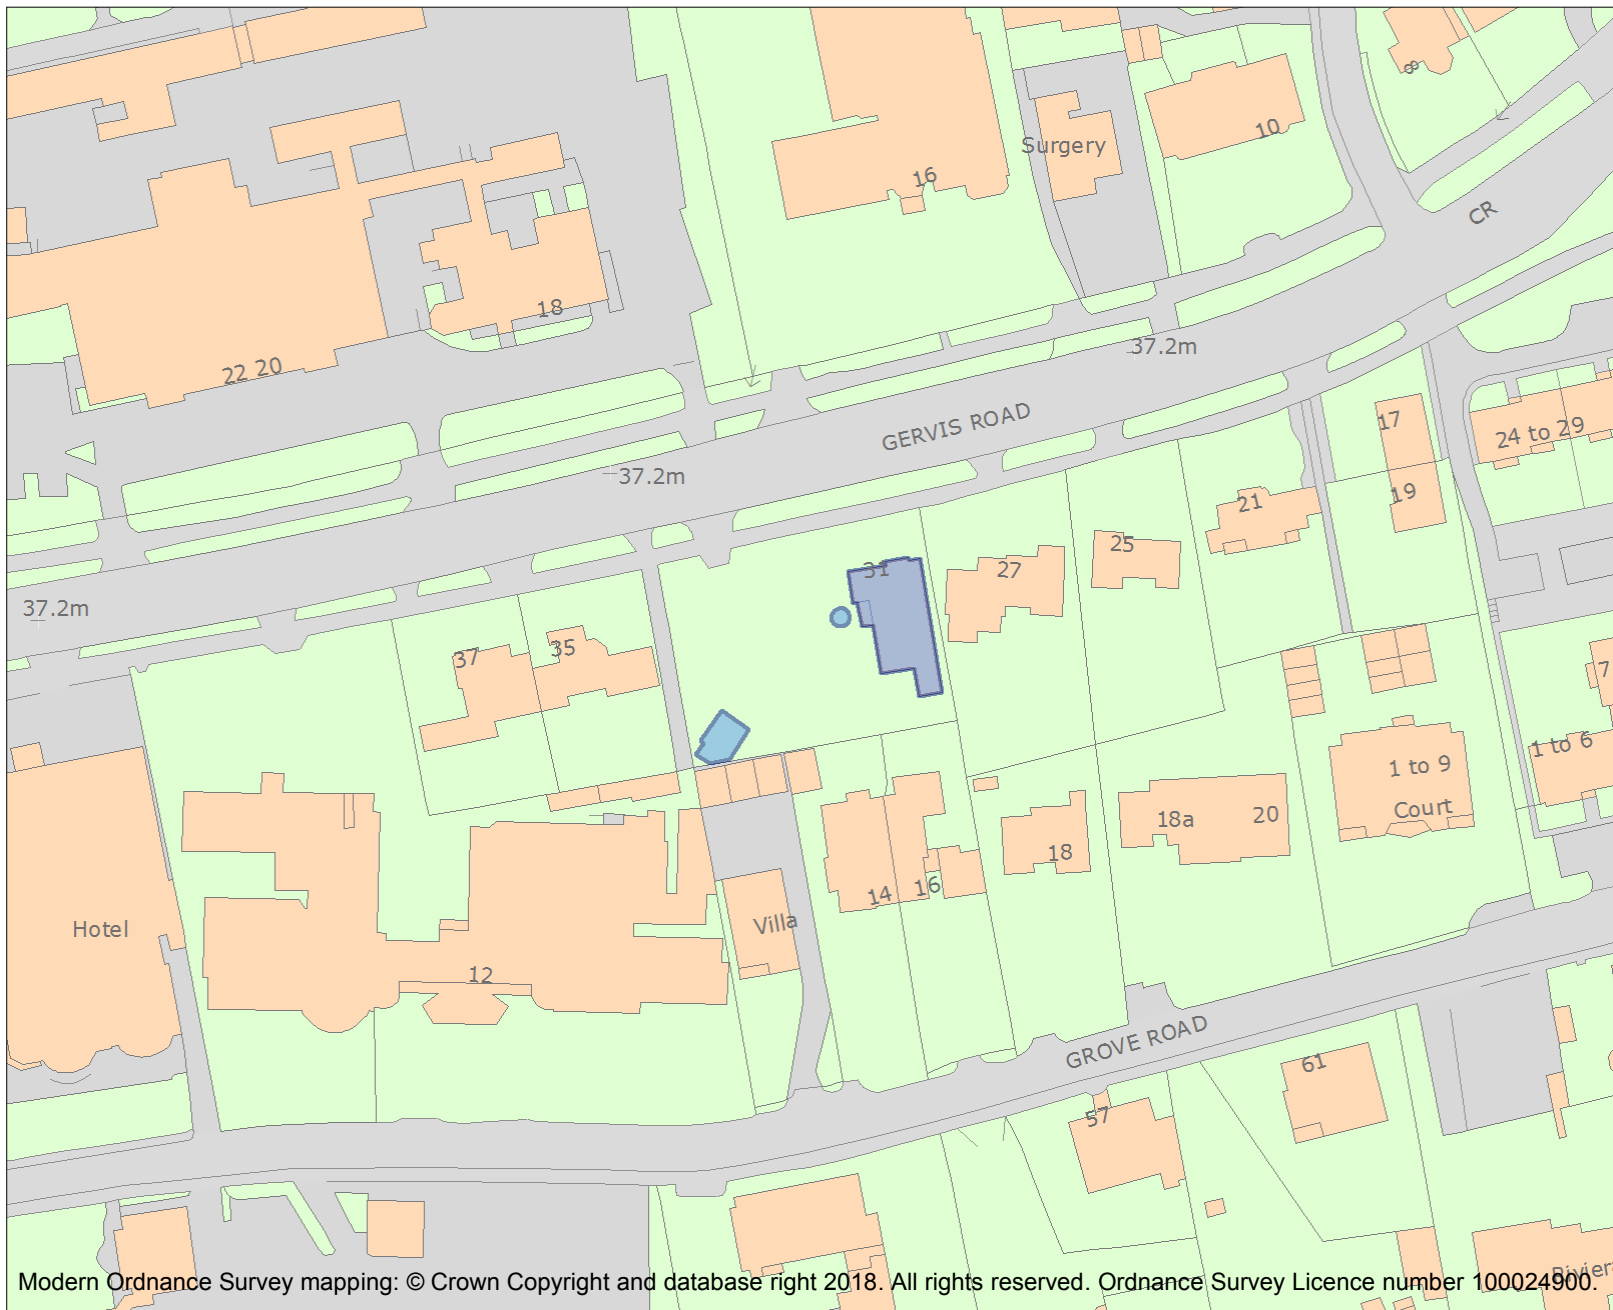 8
10
Surgery
16
CR
18
22 20
37.2m
GERVIS ROAD
37.2m
17
24 to 29
19
21
25
31
27
37.2m
35
37
7
1 to 6
1 to 9
Court
18a
20
18
14
16
Villa
Hotel
12
GROVE ROAD
61
57
Modern Ordnance Survey mapping: © Crown Copyright and database right 2018. All rights reserved. Ordnance Survey Licence number 100024900.